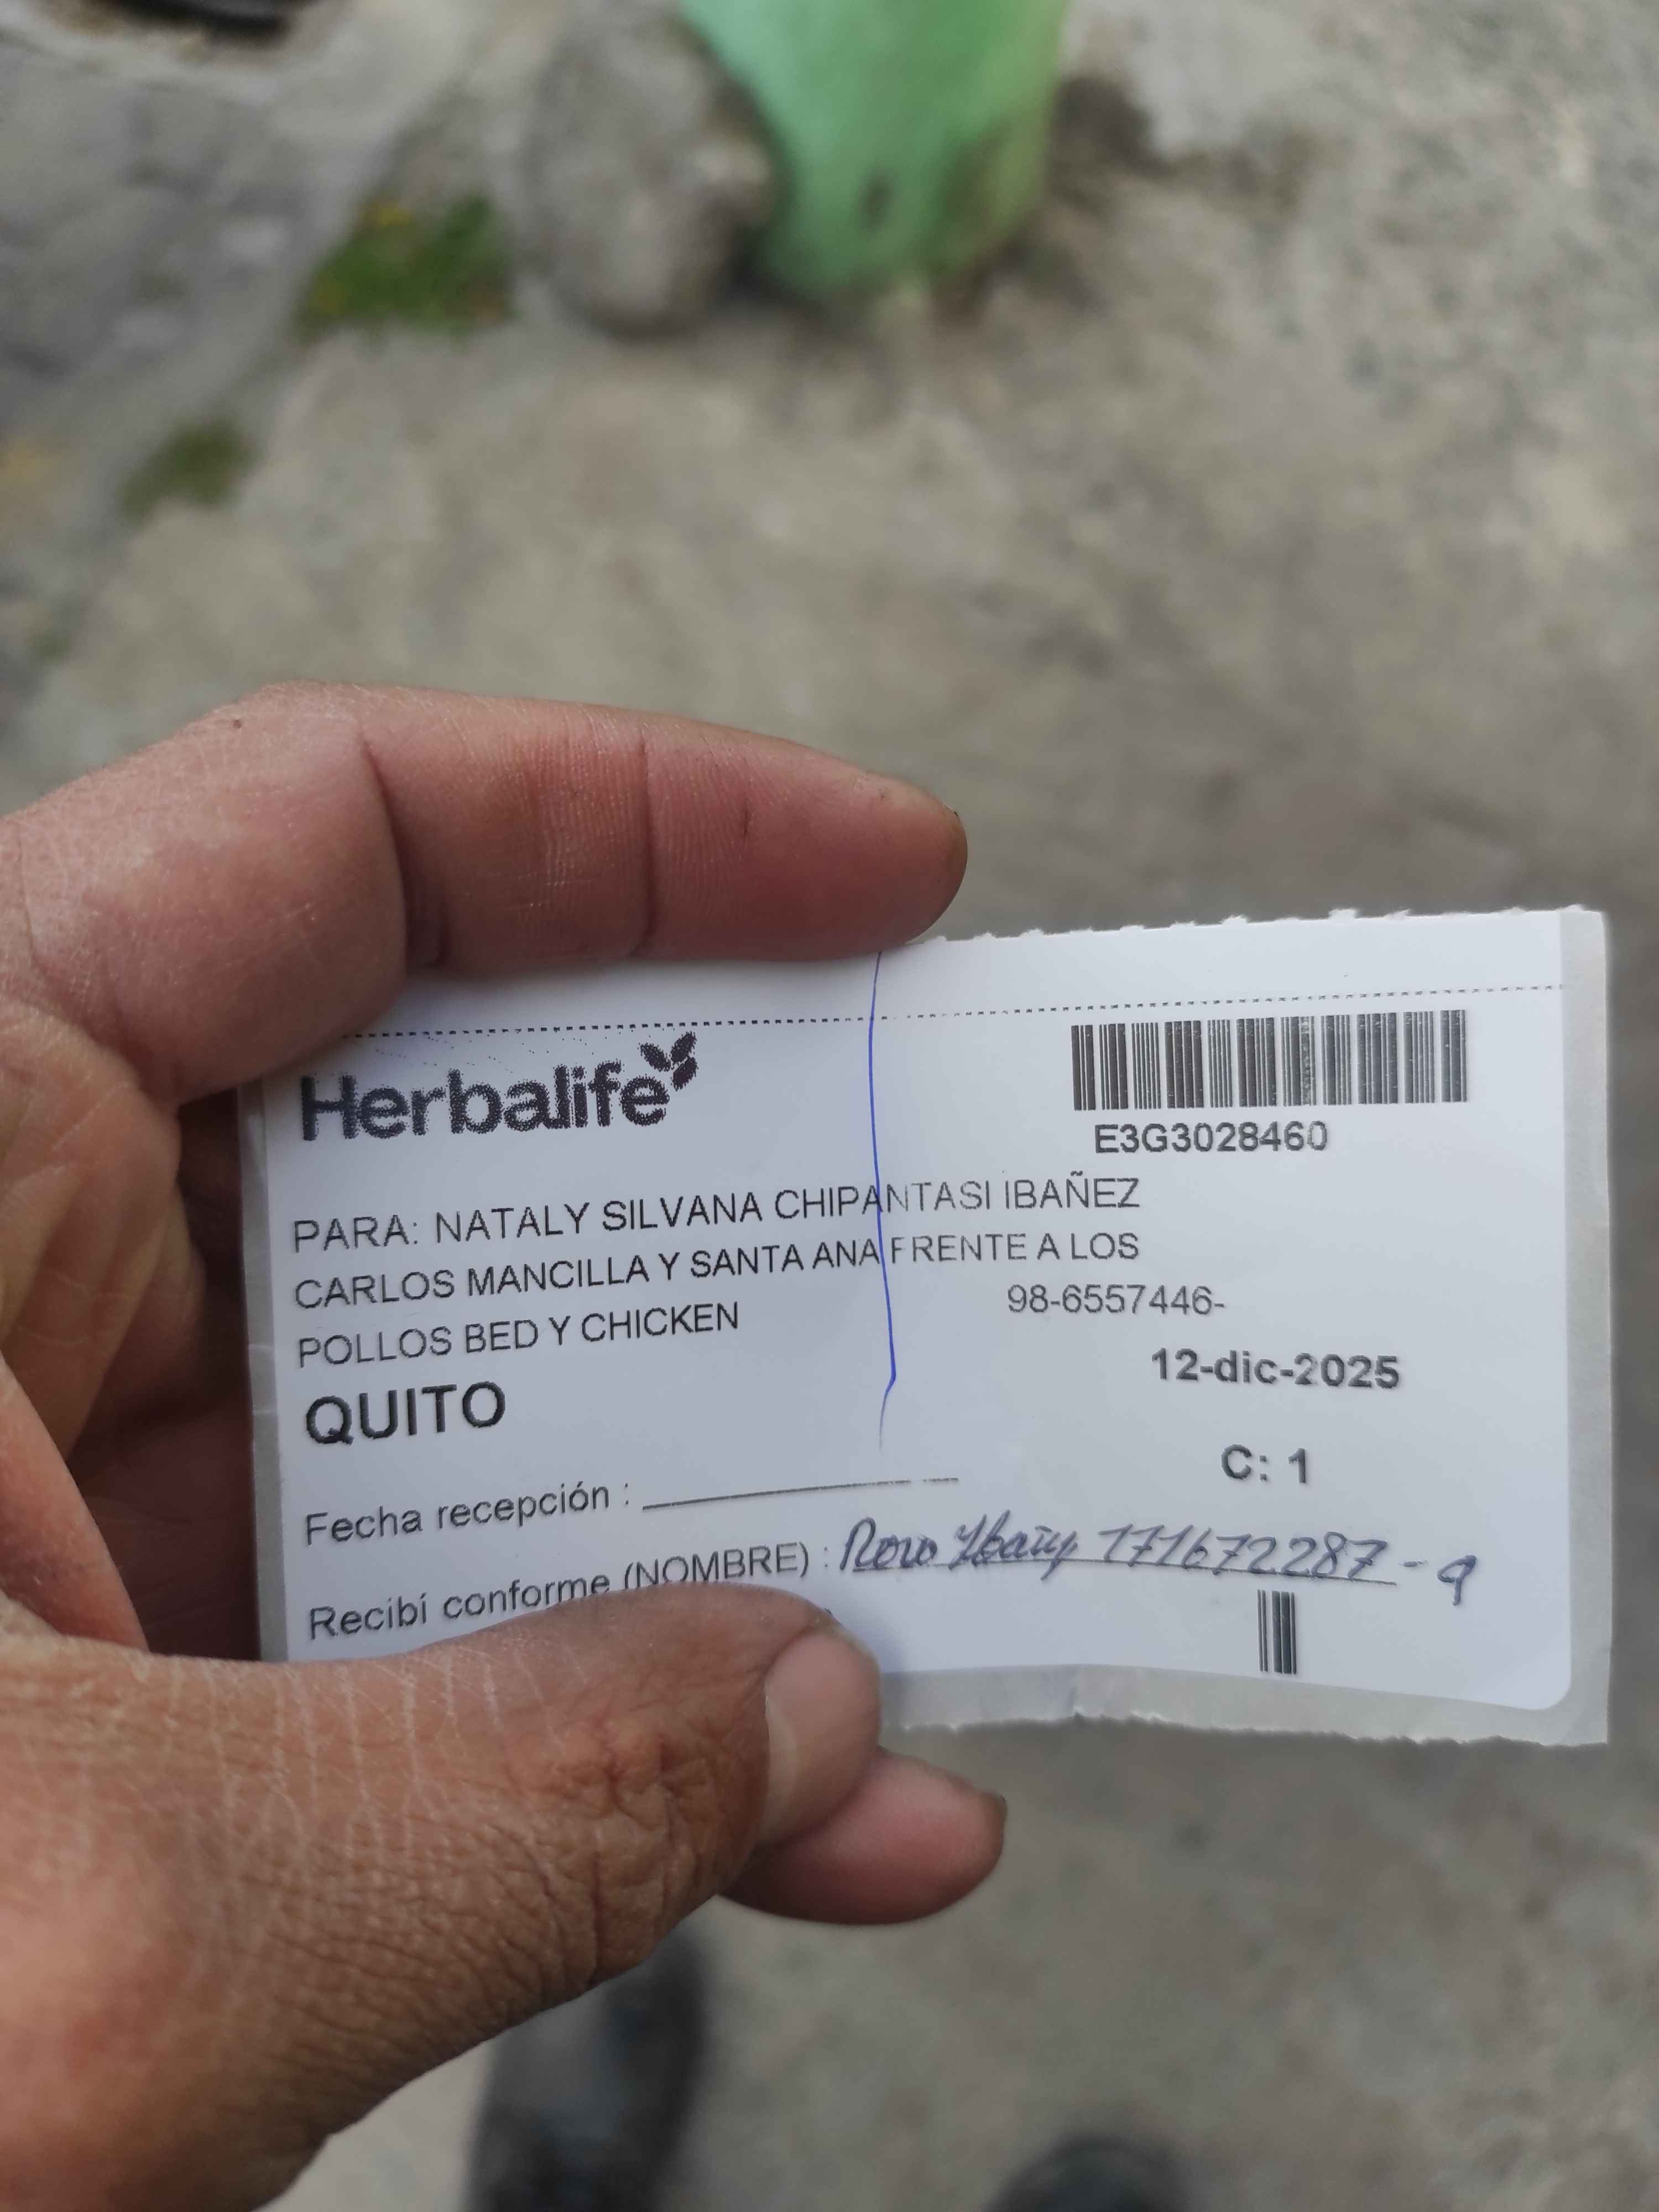 Herbalife
E3G3028460
PARA: NATALY SILVANA CHIPANTASI IBAÑEZ
CARLOS MANCILLA Y SANTA ANA FRENTE A LOS
98-6557446-
POLLOS BED Y CHICKEN
12-dic-2025
QUITO
C: 1
Fecha recepción :
Recibí conforme (NOMBRE) : 171672287-9